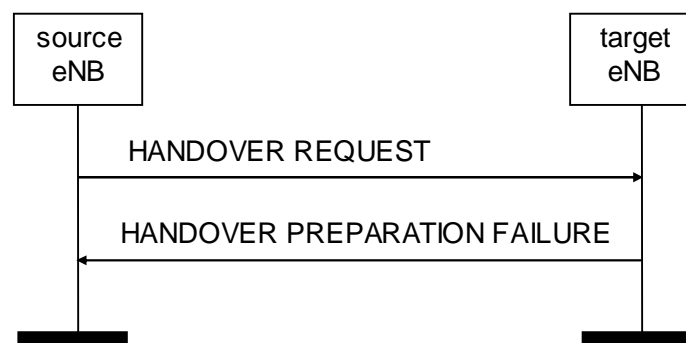 source
eNB
target
eNB
HANDOVER REQUEST
HANDOVER PREPARATION FAILURE